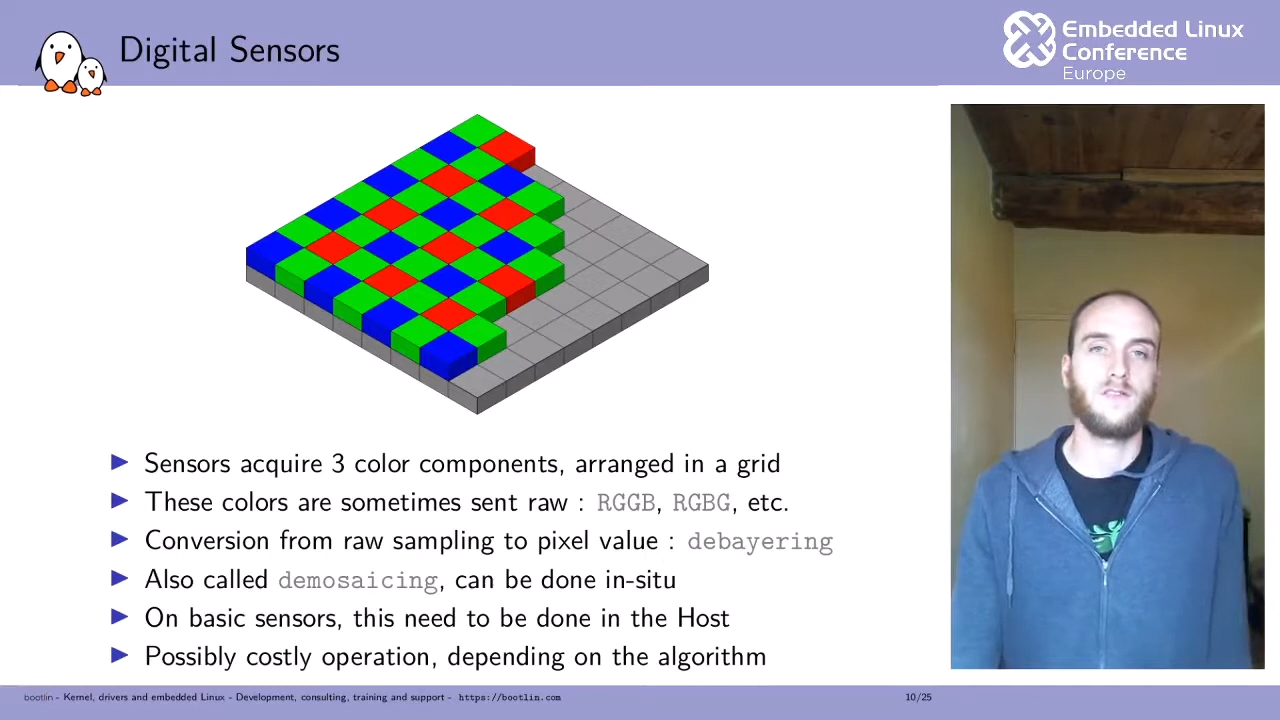 Digital Sensors
Embedded Linux
Conference
Europe
Sensors acquire 3 color components, arranged in a grid
These colors are sometimes sent raw : RGGB, RGBG, etc.
Conversion from raw sampling to pixel value : debayering
Also called demosaicing, can be done in-situ
On basic sensors, this need to be done in the Host
Possibly costly operation, depending on the algorithm
bootlin - Kernel, drivers and embedded Linux - Development, consulting, training and support - https://bootlin.com
10/25